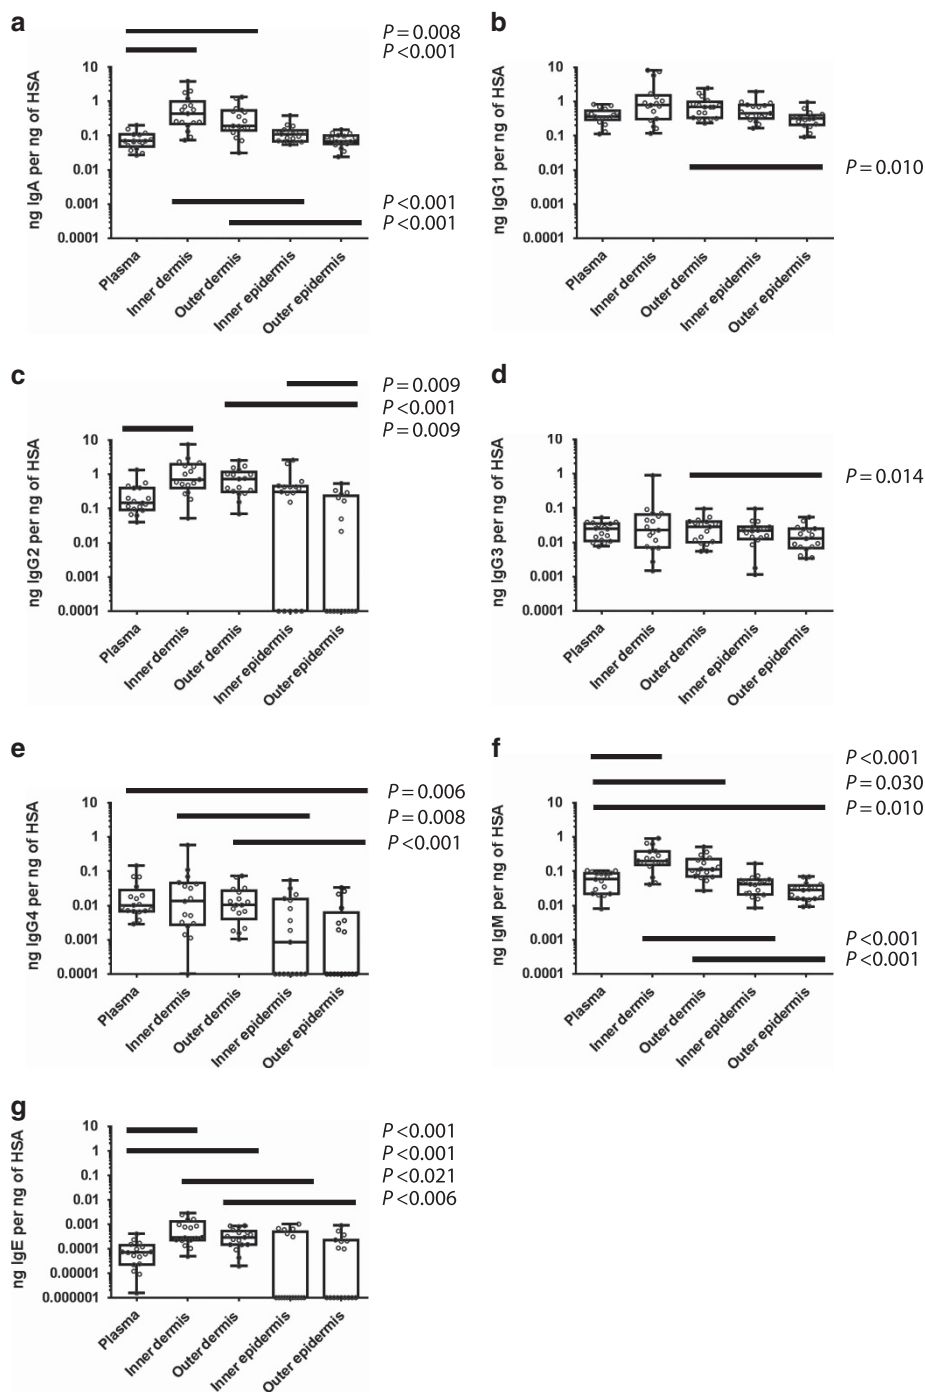 a
P = 0.008
P <0.001
ng IgA per ng of HSA
10
1
0.1
0.01
0.001
0.0001
P <0.001
P <0.001
Plasma
Inner dermis
Outer dermis
Inner epidermis
Outer epidermis
b
ng IgG1 per ng of HSA
10
1
0.1
0.01
0.001
0.0001
P = 0.010
Plasma
Inner dermis
Outer dermis
Inner epidermis
Outer epidermis
c
P = 0.009
P <0.001
P = 0.009
ng IgG2 per ng of HSA
10
1
0.1
0.01
0.001
0.0001
Plasma
Inner dermis
Outer dermis
Inner epidermis
Outer epidermis
d
ng IgG3 per ng of HSA
10
1
0.1
0.01
0.001
0.0001
P = 0.014
Plasma
Inner dermis
Outer dermis
Inner epidermis
Outer epidermis
e
P = 0.006
P = 0.008
P <0.001
ng IgG4 per ng of HSA
10
1
0.1
0.01
0.001
0.0001
Plasma
Inner dermis
Outer dermis
Inner epidermis
Outer epidermis
f
P <0.001
P = 0.030
P = 0.010
ng IgM per ng of HSA
10
1
0.1
0.01
0.001
0.0001
P <0.001
P <0.001
Plasma
Inner dermis
Outer dermis
Inner epidermis
Outer epidermis
g
P <0.001
P <0.001
P <0.021
P <0.006
ng IgE per ng of HSA
10
1
0.1
0.01
0.001
0.0001
0.00001
0.000001
Plasma
Inner dermis
Outer dermis
Inner epidermis
Outer epidermis